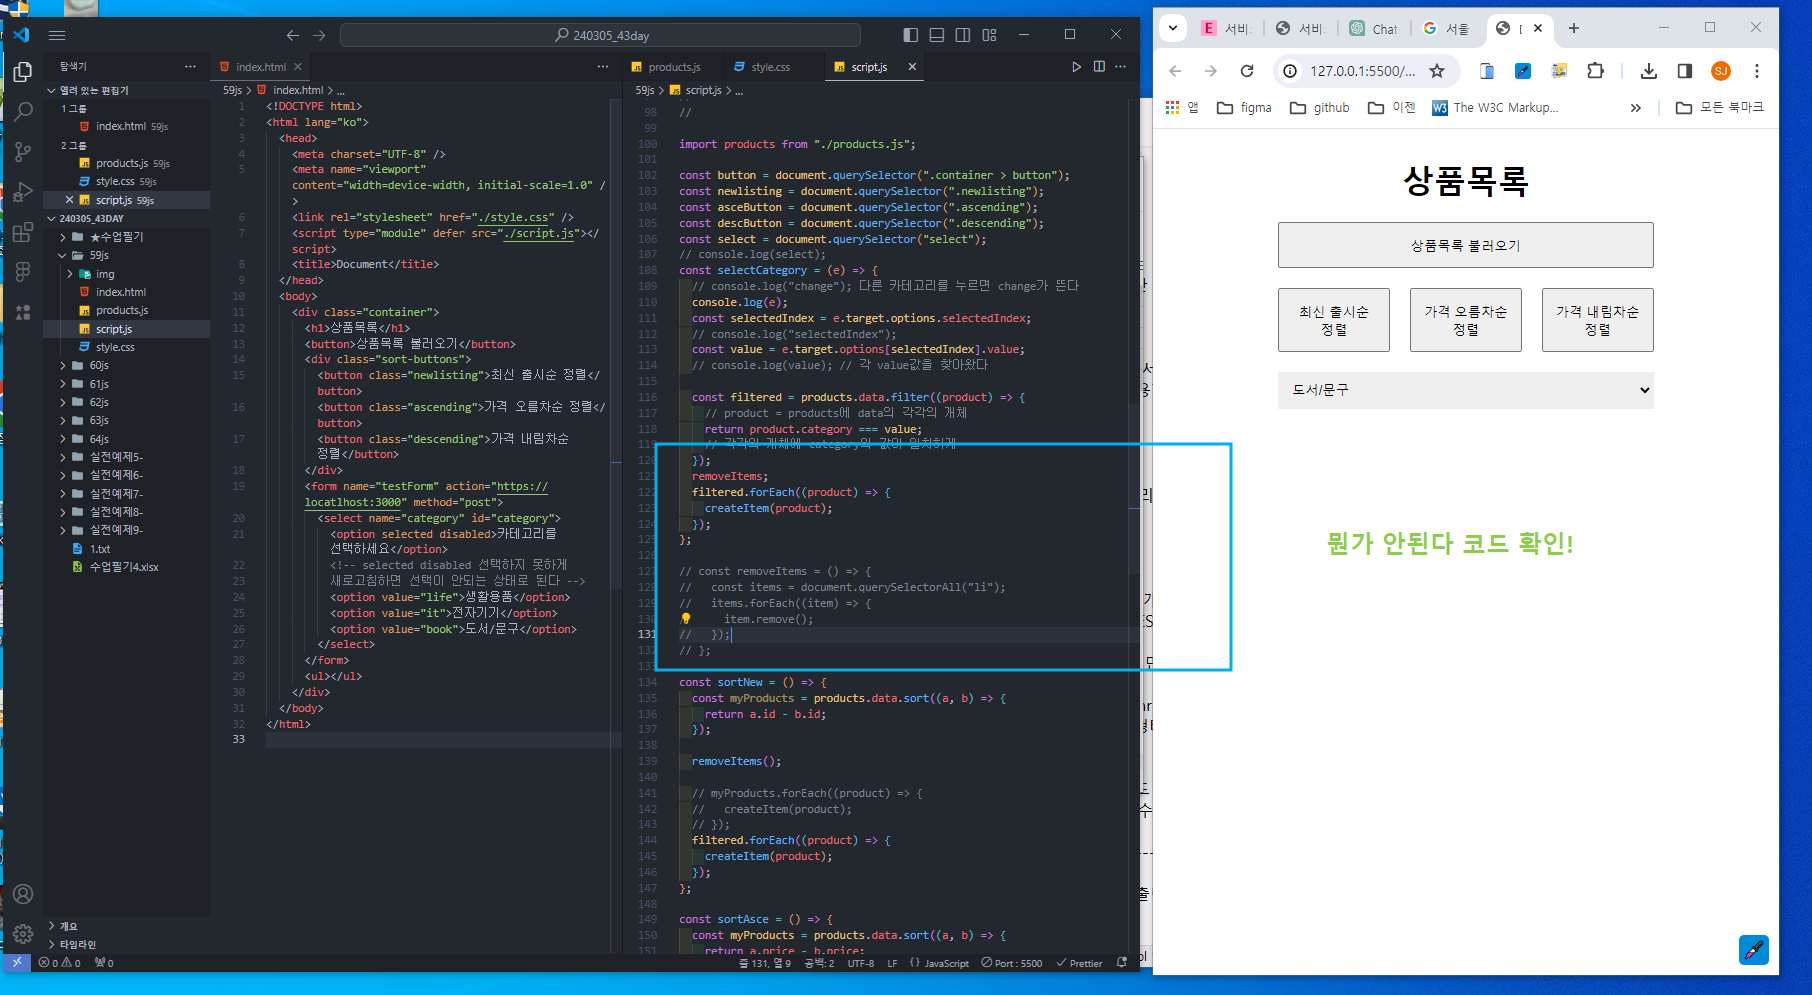 240305_43day
탐색기
열려 있는 편집기
1 그룹
index.html 59js
2 그룹
products.js 59js
style.css 59js
script.js 59js
240305_43DAY
★수업필기
59js
img
index.html
products.js
script.js
style.css
60js
61js
62js
63js
64js
실전예제5-
실전예제6-
실전예제7-
실전예제8-
실전예제9-
1.txt
수업필기4.xlsx
개요
타임라인
index.html
59js > index.html > ...
1 <!DOCTYPE html>
2 <html lang="ko">
3 <head>
4 <meta charset="UTF-8" />
5 <meta name="viewport"
content="width=device-width, initial-scale=1.0" /
>
6 <link rel="stylesheet" href="./style.css" />
7 <script type="module" defer src="./script.js"></
script>
8 <title>Document</title>
9 </head>
10 <body>
11 <div class="container">
12 <h1>상품목록</h1>
13 <button>상품목록 불러오기</button>
14 <div class="sort-buttons">
15 <button class="newlisting">최신 출시순 정렬</
button>
16 <button class="ascending">가격 오름차순 정렬</
button>
17 <button class="descending">가격 내림차순
정렬</button>
18 </div>
19 <form name="testForm" action="https://
locatlhost:3000" method="post">
20 <select name="category" id="category">
21 <option selected disabled>카테고리를
선택하세요</option>
22 <!-- selected disabled 선택하지 못하게
23 새로고침하면 선택이 안되는 상태로 된다 -->
24 <option value="life">생활용품</option>
25 <option value="it">전자기기</option>
26 <option value="book">도서/문구</option>
27 </select>
28 </form>
29 <ul></ul>
30 </div>
31 </body>
32 </html>
33
products.js
style.css
script.js
59js > script.js > ...
98 //
99
100 import products from "./products.js";
101
102 const button = document.querySelector(".container > button");
103 const newlisting = document.querySelector(".newlisting");
104 const asceButton = document.querySelector(".ascending");
105 const descButton = document.querySelector(".descending");
106 const select = document.querySelector("select");
107 // console.log(select);
108 const selectCategory = (e) => {
109 // console.log("change"); 다른 카테고리를 누르면 change가 뜬다
110 console.log(e);
111 const selectedIndex = e.target.options.selectedIndex;
112 // console.log("selectedIndex");
113 const value = e.target.options[selectedIndex].value;
114 // console.log(value); // 각 value값을 찾아왔다
115
116 const filtered = products.data.filter((product) => {
117 // product = products에 data의 각각의 개체
118 return product.category === value;
119 // 각각의 개체에 category의 값이 일치하게
120 });
121 removeItems;
122 filtered.forEach((product) => {
123 createItem(product);
124 });
125 };
126
127 // const removeItems = () => {
128 // const items = document.querySelectorAll("li");
129 // items.forEach((item) => {
130 item.remove();
131 // });
132 // };
133
134 const sortNew = () => {
135 const myProducts = products.data.sort((a, b) => {
136 return a.id - b.id;
137 });
138
139 removeItems();
140
141 // myProducts.forEach((product) => {
142 // createItem(product);
143 // });
144 filtered.forEach((product) => {
145 createItem(product);
146 });
147 };
148
149 const sortAsce = () => {
150 const myProducts = products.data.sort((a, b) => {
151 return a.price - b.price;
0 0 0
줄 131, 열 9 공백: 2 UTF-8 LF {} JavaScript Port : 5500 Prettier
서비
서비
Chat
서울
127.0.0.1:5500/...
SJ
앱 figma github 이젠 W3 The W3C Markup... » 모든 북마크
상품목록
상품목록 불러오기
최신 출시순 정렬
가격 오름차순 정렬
가격 내림차순 정렬
도서/문구
뭔가 안된다 코드 확인!